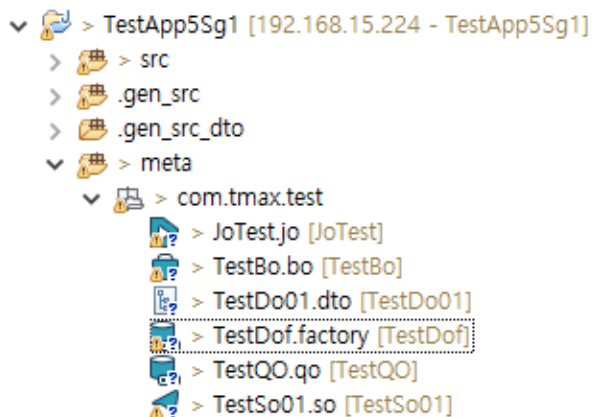 > TestApp5Sg1 [192.168.15.224 - TestApp5Sg1]
> src
.gen_src
.gen_src_dto
> meta
> com.tmax.test
> JoTest.jo [JoTest]
> TestBo.bo [TestBo]
> TestDo01.dto [TestDo01]
> TestDof.factory [TestDof]
> TestQO.qo [TestQO]
> TestSo01.so [TestSo01]